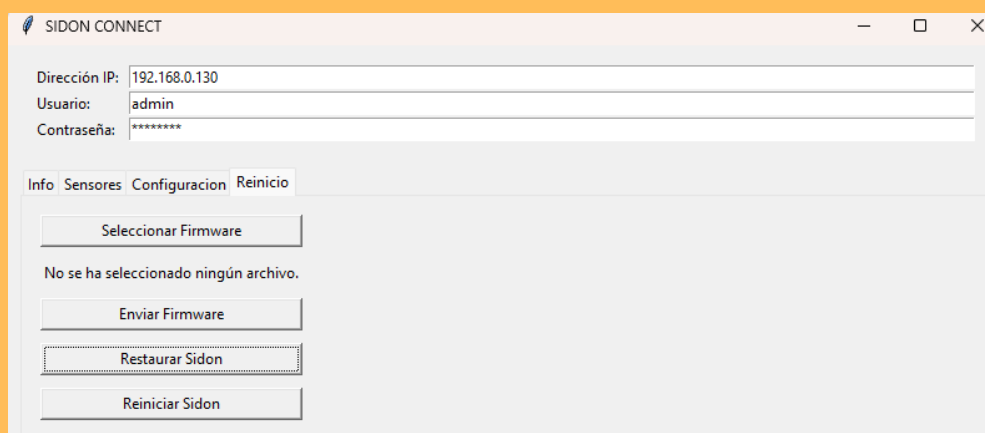 SIDON CONNECT
Dirección IP: 192.168.0.130
Usuario: admin
Contraseña: ********
Info Sensores Configuracion Reinicio
Seleccionar Firmware
No se ha seleccionado ningún archivo.
Enviar Firmware
Restaurar Sidon
Reiniciar Sidon